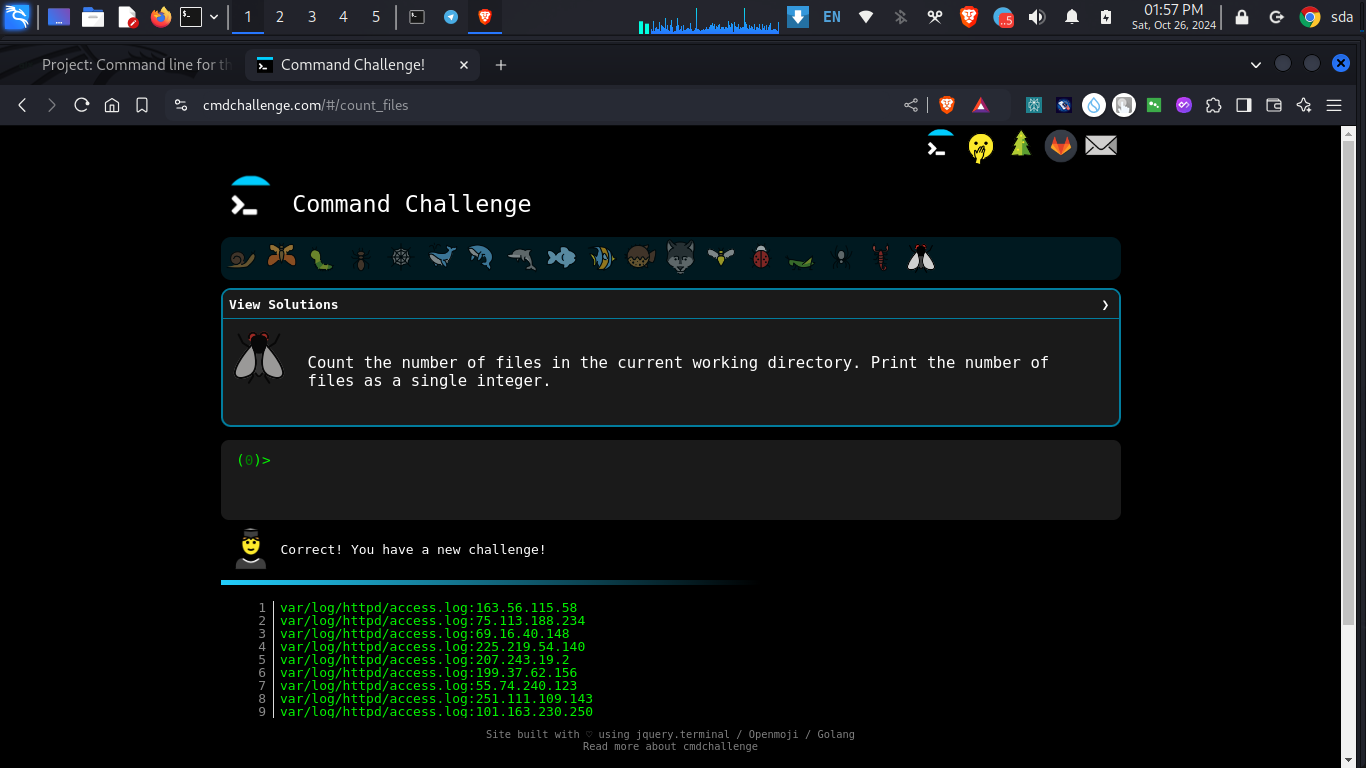 1 2 3 4 5 EN ..5 01:57 PM sda
Sat, Oct 26, 2024
Project: Command line for th Command Challenge!
cmdchallenge.com/#/count_files
Command Challenge
View Solutions ❯
Count the number of files in the current working directory. Print the number of
files as a single integer.
(0)>
Correct! You have a new challenge!
1 var/log/httpd/access.log:163.56.115.58
2 var/log/httpd/access.log:75.113.188.234
3 var/log/httpd/access.log:69.16.40.148
4 var/log/httpd/access.log:225.219.54.140
5 var/log/httpd/access.log:207.243.19.2
6 var/log/httpd/access.log:199.37.62.156
7 var/log/httpd/access.log:55.74.240.123
8 var/log/httpd/access.log:251.111.109.143
9 var/log/httpd/access.log:101.163.230.250
Site built with ♡ using jquery.terminal / Openmoji / Golang
Read more about cmdchallenge